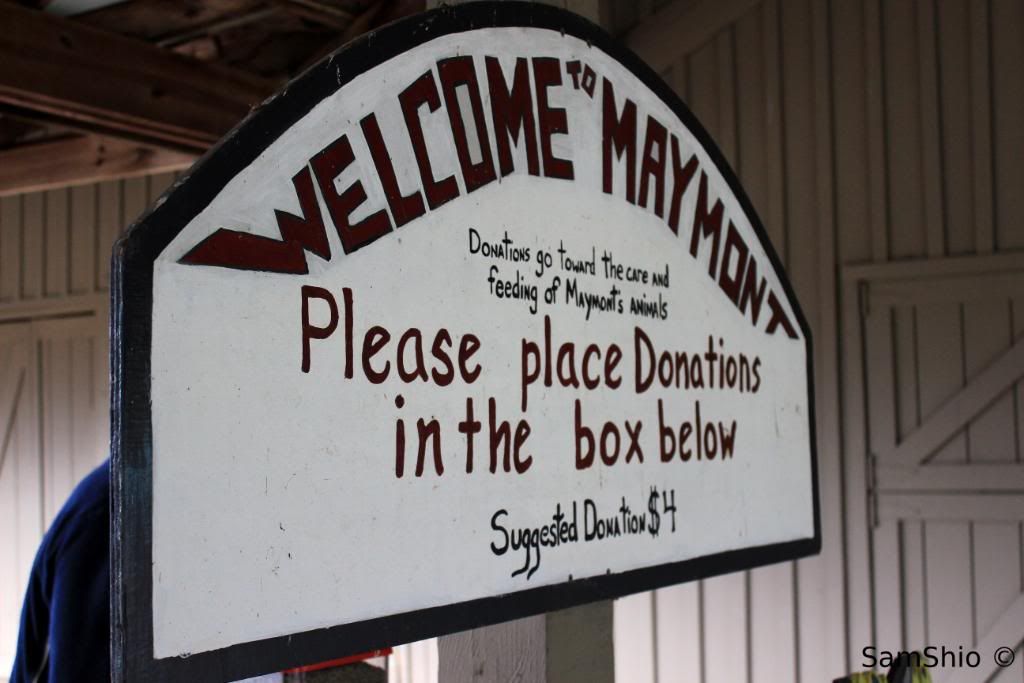 WELCOME TO MAYMONT
Donations go toward the care and
feeding of Maymont's animals
Please place Donations
in the box below
Suggested Donation $4
SamShio ©